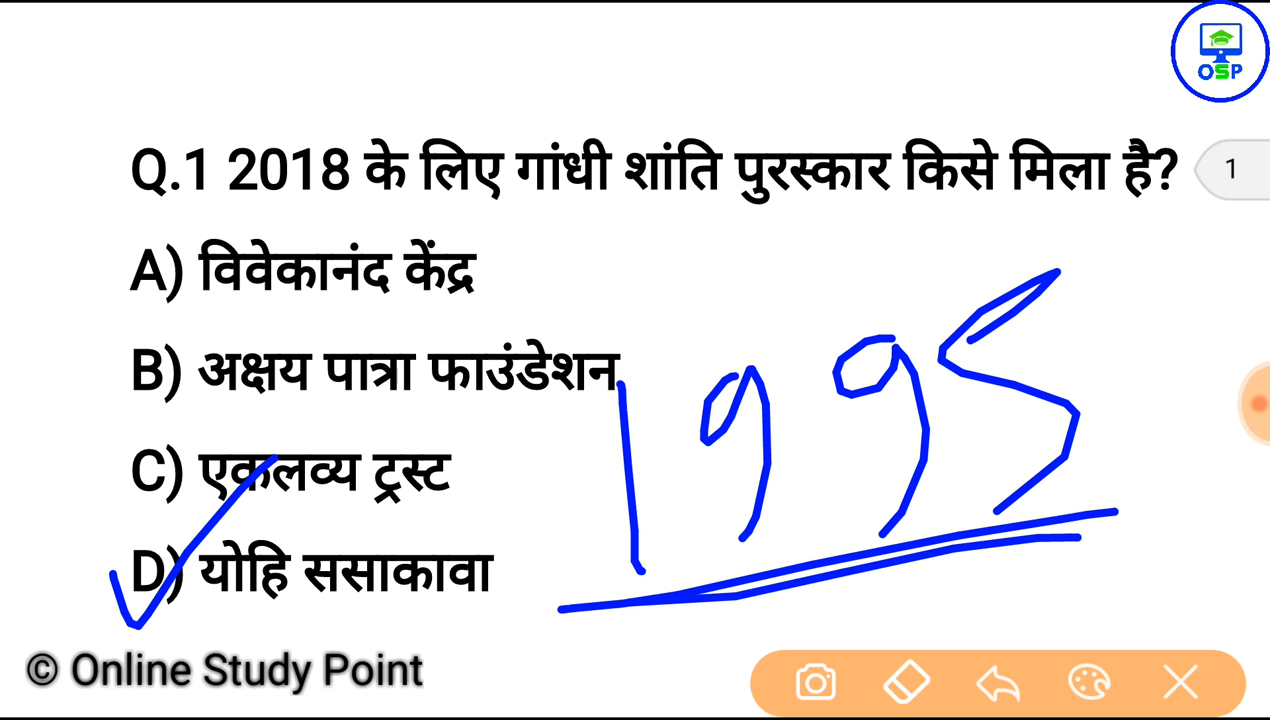 OSP
Q.1 2018 के लिए गांधी शांति पुरस्कार किसे मिला है?
1
A) विवेकानंद केंद्र
B) अक्षय पात्रा फाउंडेशन
C) एकलव्य ट्रस्ट
D) योहि ससाकावा
1995
© Online Study Point